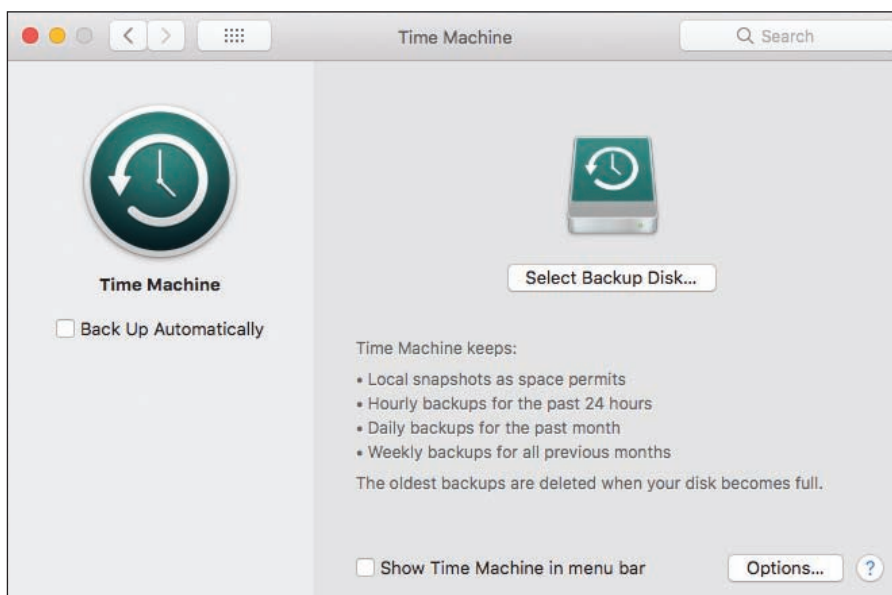 Time Machine
Search
Time Machine
Back Up Automatically
Select Backup Disk...
Time Machine keeps:
• Local snapshots as space permits
• Hourly backups for the past 24 hours
• Daily backups for the past month
• Weekly backups for all previous months
The oldest backups are deleted when your disk becomes full.
Show Time Machine in menu bar
Options...
?